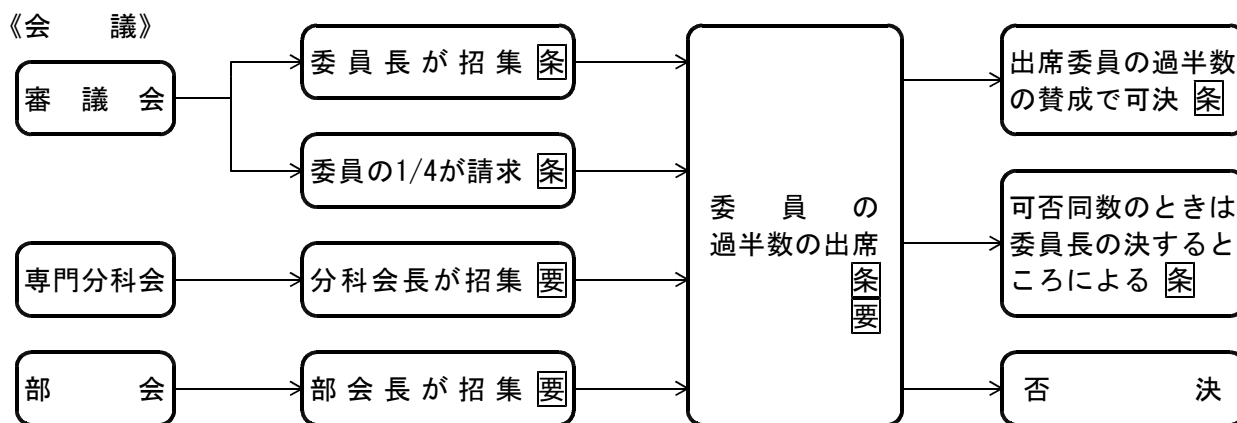 《会議》
審議会
委員長が招集 条
委員の1/4が請求 条
専門分科会
分科会長が招集 要
部会
部会長が招集 要
委員の
過半数の出席
条
要
出席委員の過半数
の賛成で可決 条
可否同数のときは
委員長の決すると
ころによる 条
否決